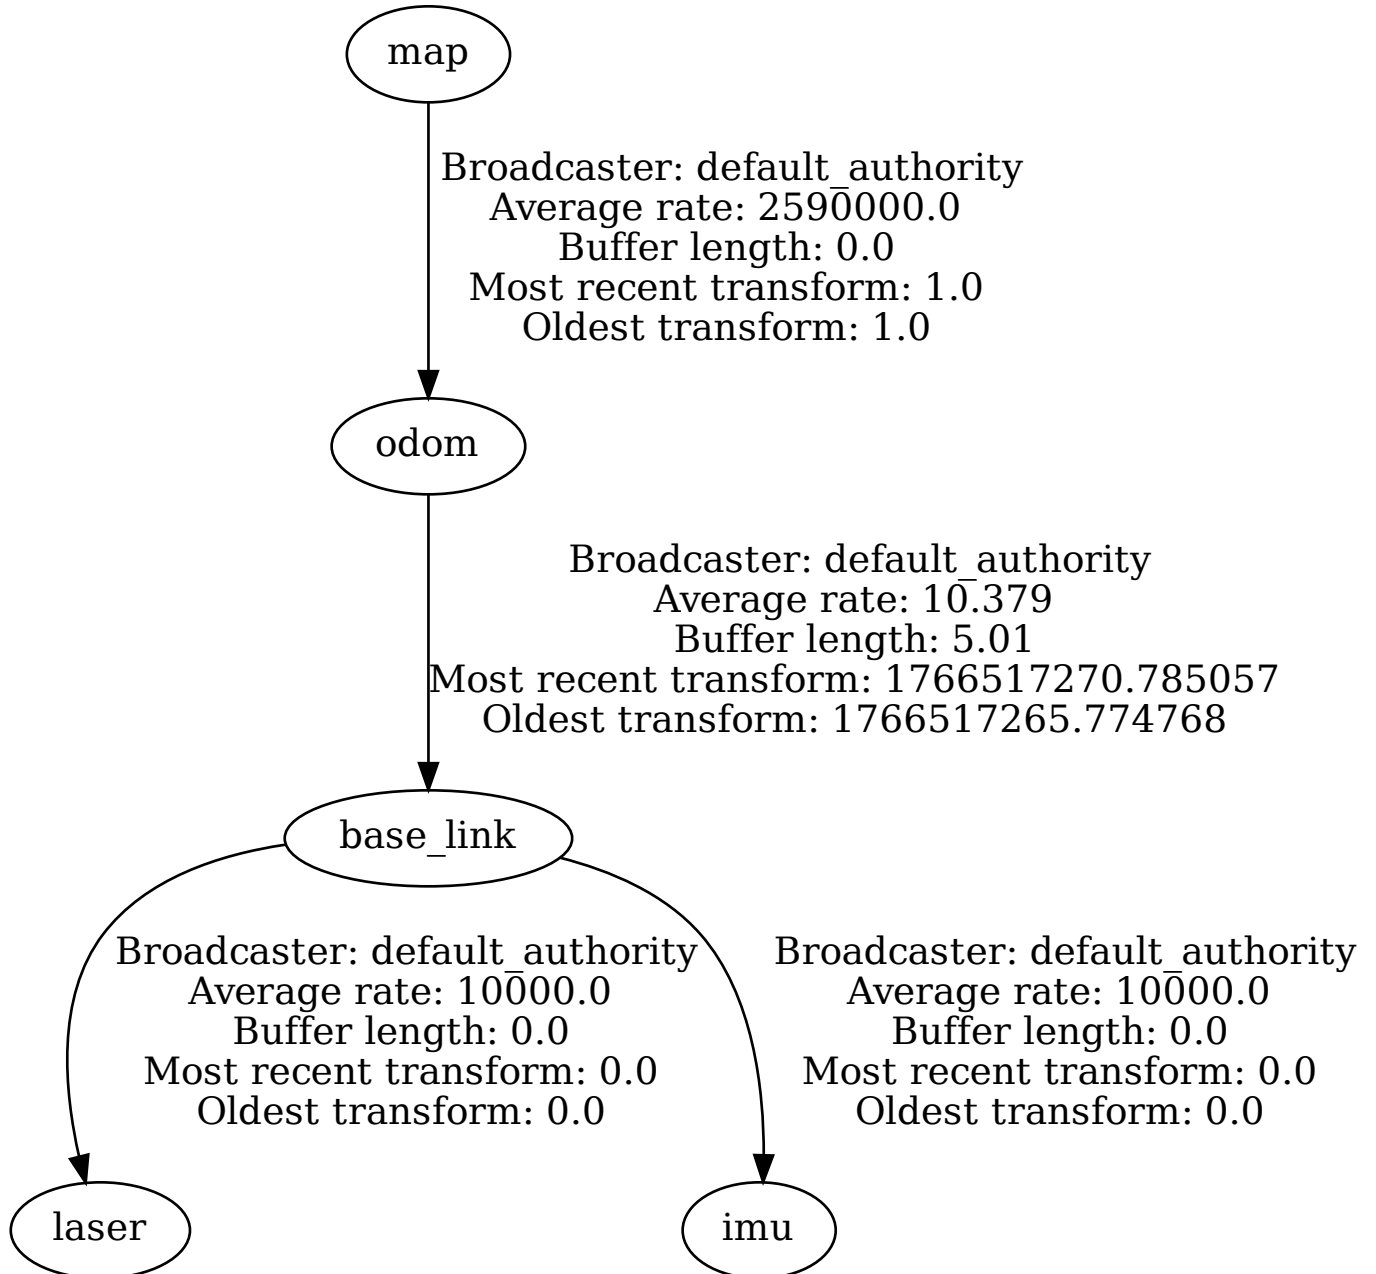 map
Broadcaster: default_authority
Average rate: 2590000.0
Buffer length: 0.0
Most recent transform: 1.0
Oldest transform: 1.0
odom
Broadcaster: default_authority
Average rate: 10.379
Buffer length: 5.01
Most recent transform: 1766517270.785057
Oldest transform: 1766517265.774768
base_link
Broadcaster: default_authority
Average rate: 10000.0
Buffer length: 0.0
Most recent transform: 0.0
Oldest transform: 0.0
Broadcaster: default_authority
Average rate: 10000.0
Buffer length: 0.0
Most recent transform: 0.0
Oldest transform: 0.0
laser
imu